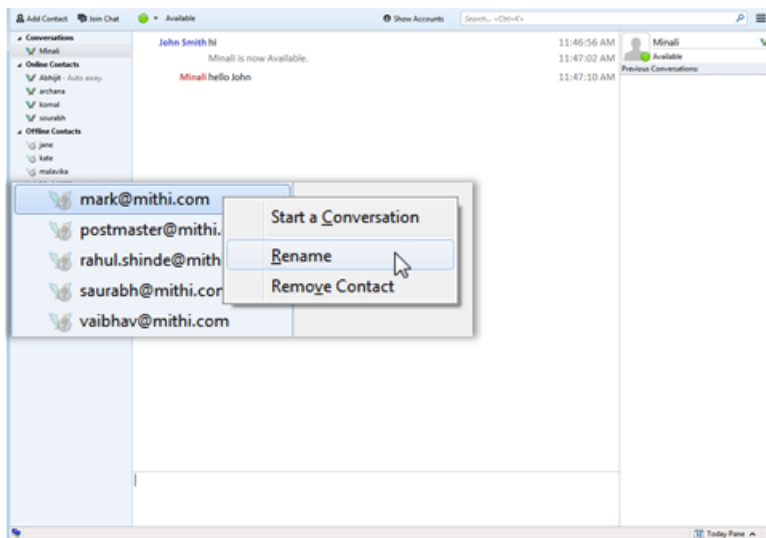 Add Contact Join Chat Available Show Accounts Search... <Ctrl+K>
Conversations
Minali
Online Contacts
Abhijit - Auto away.
archana
komal
sourabh
Offline Contacts
jane
kate
malavika
John Smith hi 11:46:56 AM
Minali is now Available. 11:47:02 AM
Minali hello John 11:47:10 AM
Minali
Available
Previous Conversations:
mark@mithi.com
postmaster@mithi.
rahul.shinde@mith
saurabh@mithi.cor
vaibhav@mithi.com
Start a Conversation
Rename
Remove Contact
Today Pane